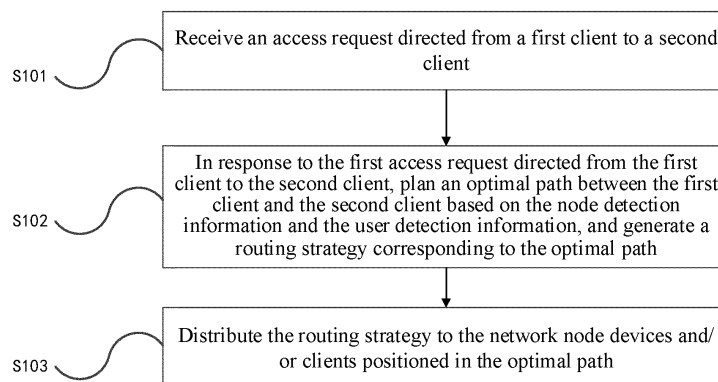 Receive an access request directed from a first client to a second
client
S101
In response to the first access request directed from the first
client to the second client, plan an optimal path between the first
client and the second client based on the node detection
information and the user detection information, and generate a
routing strategy corresponding to the optimal path
S102
Distribute the routing strategy to the network node devices and/
or clients positioned in the optimal path
S103